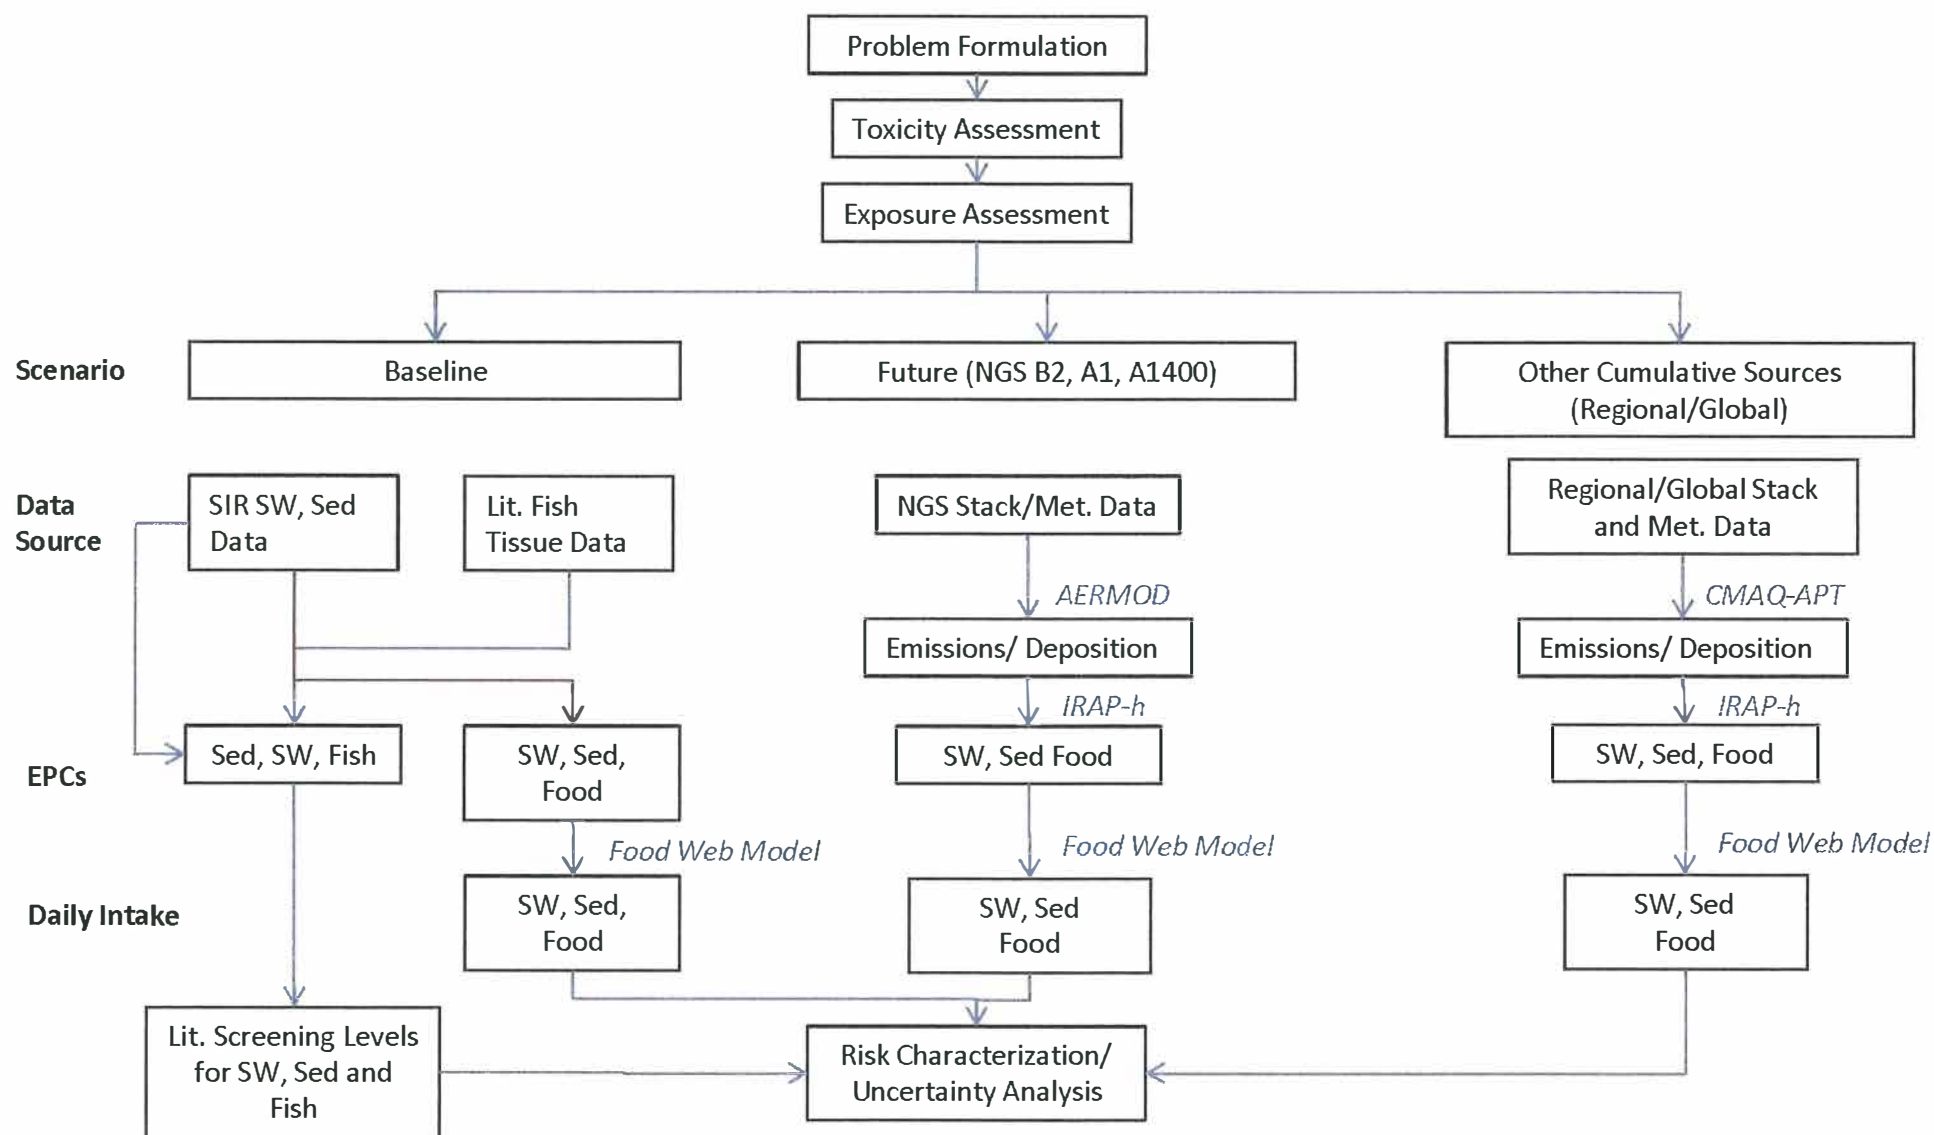 Problem Formulation
Toxicity Assessment
Exposure Assessment
Scenario
Baseline
Future (NGS B2, A1, A1400)
Other Cumulative Sources
(Regional/Global)
Data
Source
SIR SW, Sed
Data
Lit. Fish
Tissue Data
NGS Stack/Met. Data
Regional/Global Stack
and Met. Data
AERMOD
CMAQ-APT
Emissions/ Deposition
Emissions/ Deposition
IRAP-h
IRAP-h
EPCs
Sed, SW, Fish
SW, Sed,
Food
SW, Sed Food
SW, Sed, Food
Food Web Model
Food Web Model
Food Web Model
Daily Intake
SW, Sed,
Food
SW, Sed
Food
SW, Sed
Food
Lit. Screening Levels
for SW, Sed and
Fish
Risk Characterization/
Uncertainty Analysis